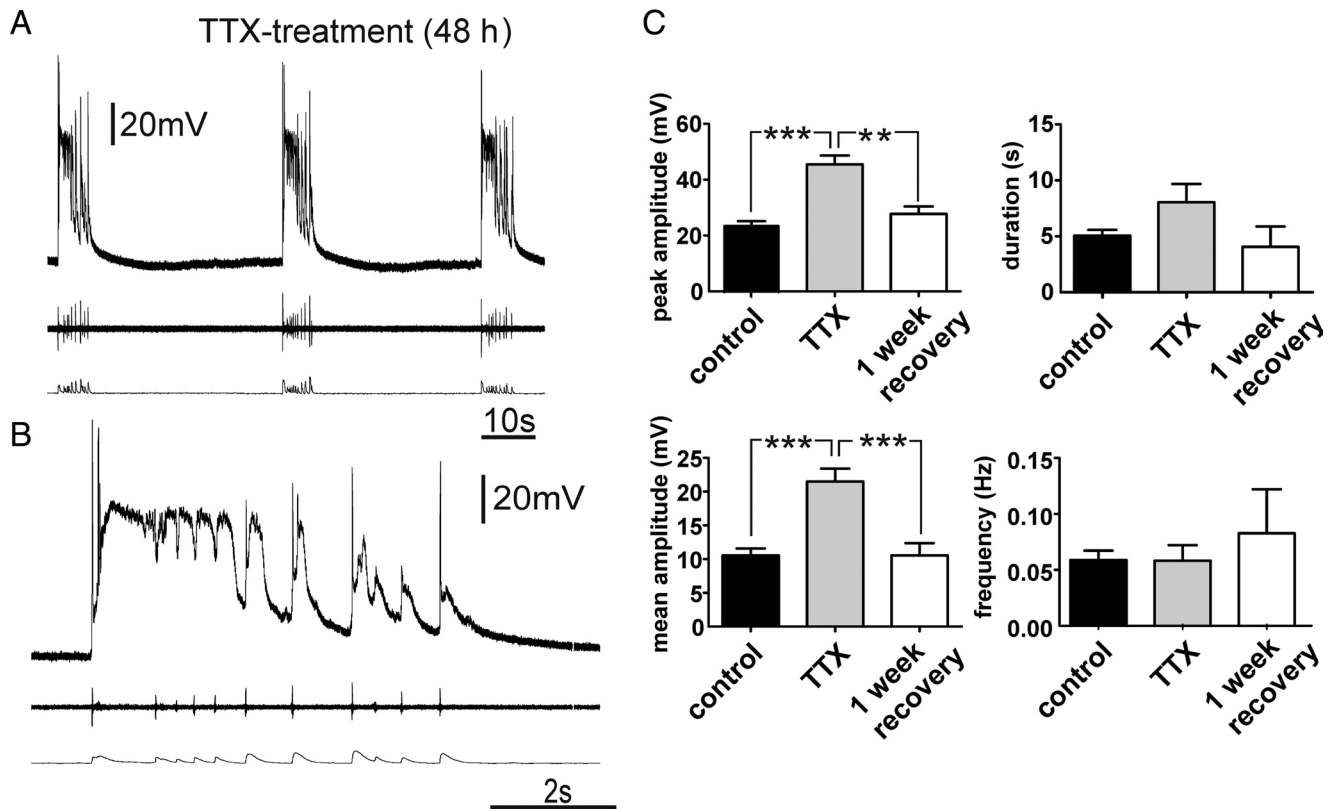 A
TTX-treatment (48 h)
20mV
10s
B
20mV
2s
C
peak amplitude (mV)
60
40
20
0
***
**
control
TTX
1 week
recovery
duration (s)
15
10
5
0
control
TTX
1 week
recovery
mean amplitude (mV)
25
20
15
10
5
0
***
***
control
TTX
1 week
recovery
frequency (Hz)
0.15
0.10
0.05
0.00
control
TTX
1 week
recovery